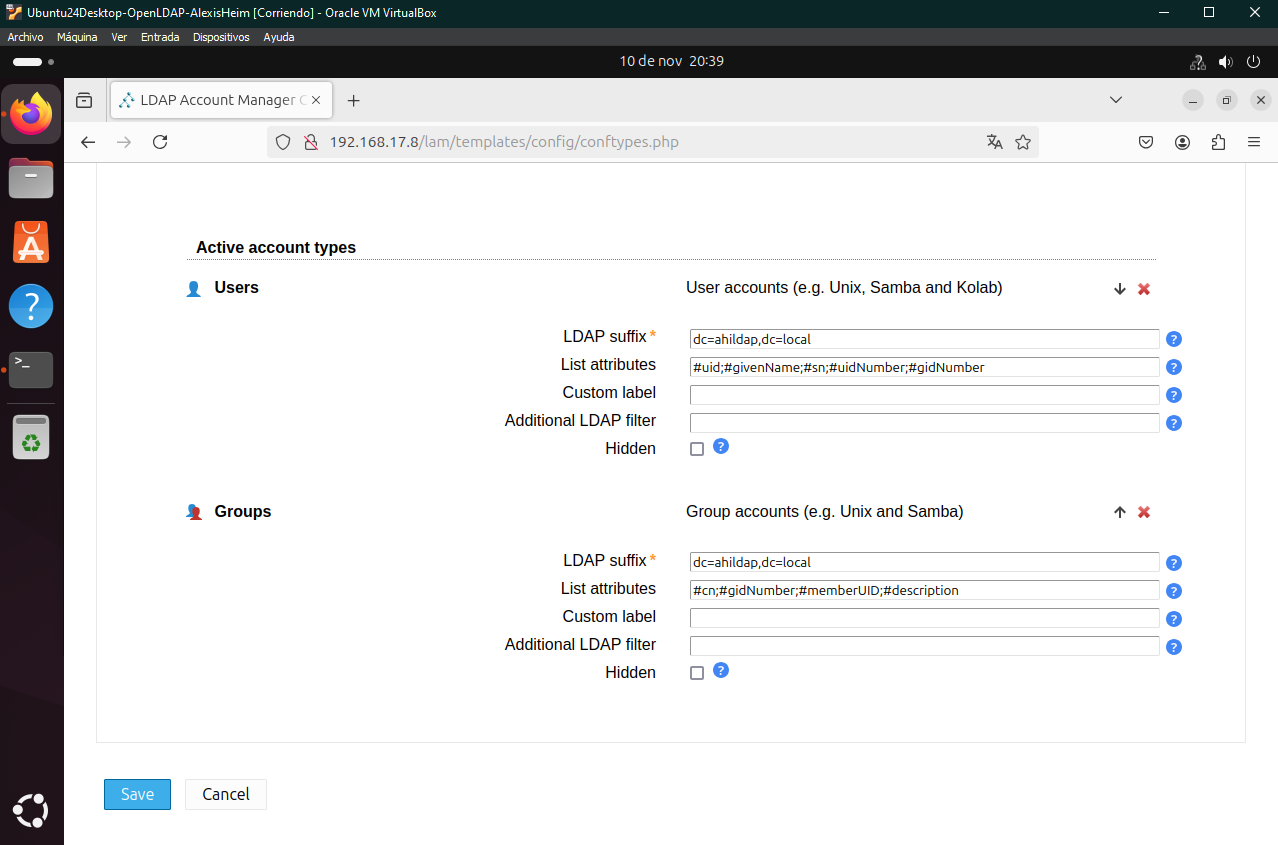 Ubuntu24Desktop-OpenLDAP-AlexisHeim [Corriendo] - Oracle VM VirtualBox
Archivo Máquina Ver Entrada Dispositivos Ayuda
10 de nov 20:39
LDAP Account Manager C
192.168.17.8/lam/templates/config/conftypes.php
Active account types
Users User accounts (e.g. Unix, Samba and Kolab)
LDAP suffix * dc=ahildap,dc=local ?
List attributes #uid;#givenName;#sn;#uidNumber;#gidNumber ?
Custom label ?
Additional LDAP filter ?
Hidden ?
Groups Group accounts (e.g. Unix and Samba)
LDAP suffix * dc=ahildap,dc=local ?
List attributes #cn;#gidNumber;#memberUID;#description ?
Custom label ?
Additional LDAP filter ?
Hidden ?
Save Cancel